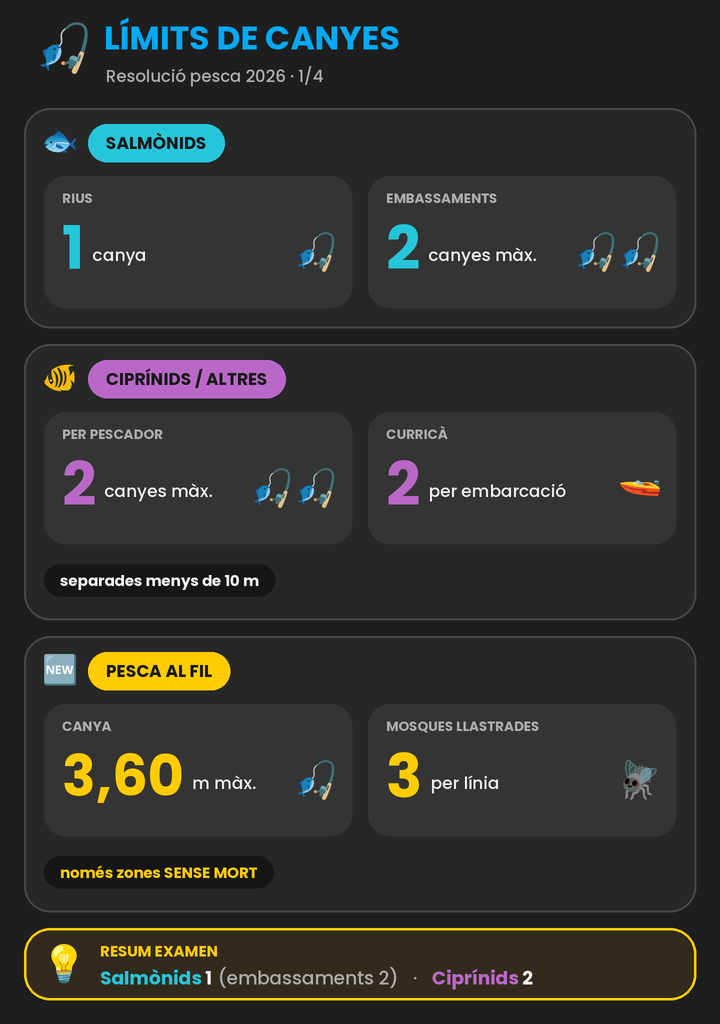 LÍMITS DE CANYES
Resolució pesca 2026 · 1/4
SALMÒNIDS
RIUS
1 canya
EMBASSAMENTS
2 canyes màx.
CIPRÍNIDS / ALTRES
PER PESCADOR
2 canyes màx.
CURRICÀ
2 per embarcació
separades menys de 10 m
NEW
PESCA AL FIL
CANYA
3,60 m màx.
MOSQUES LLASTRADES
3 per línia
només zones SENSE MORT
RESUM EXAMEN
Salmònids 1 (embassaments 2) · Ciprínids 2